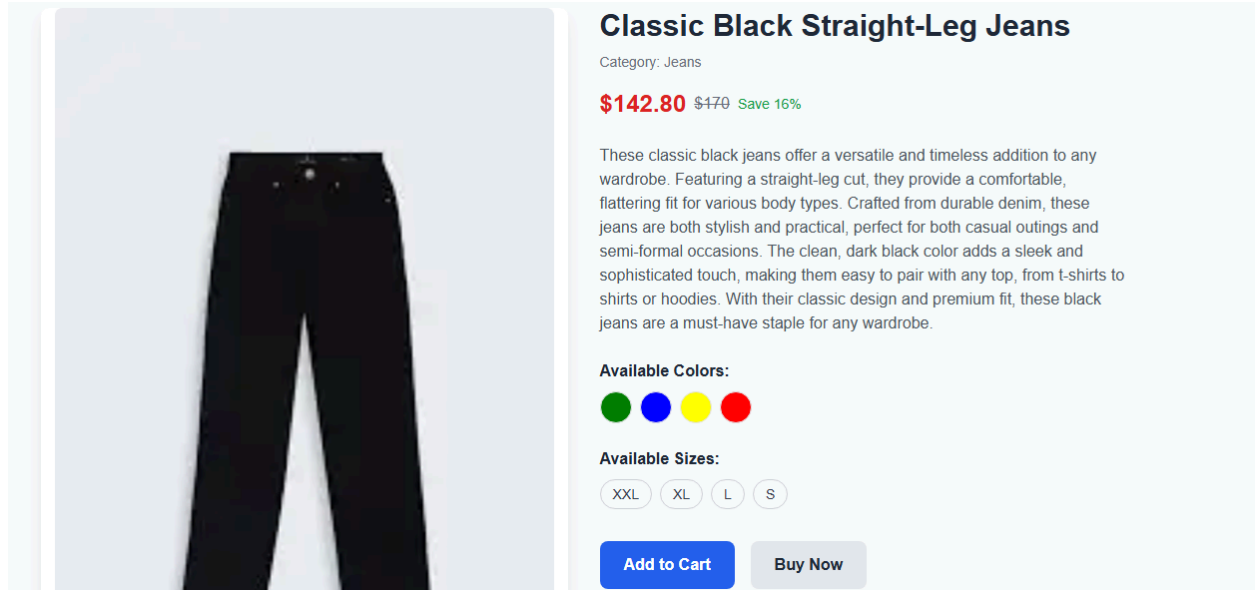 Classic Black Straight-Leg Jeans
Category: Jeans
$142.80 $170 Save 16%
These classic black jeans offer a versatile and timeless addition to any
wardrobe. Featuring a straight-leg cut, they provide a comfortable,
flattering fit for various body types. Crafted from durable denim, these
jeans are both stylish and practical, perfect for both casual outings and
semi-formal occasions. The clean, dark black color adds a sleek and
sophisticated touch, making them easy to pair with any top, from t-shirts to
shirts or hoodies. With their classic design and premium fit, these black
jeans are a must-have staple for any wardrobe.
Available Colors:
Available Sizes:
XXL XL L S
Add to Cart Buy Now